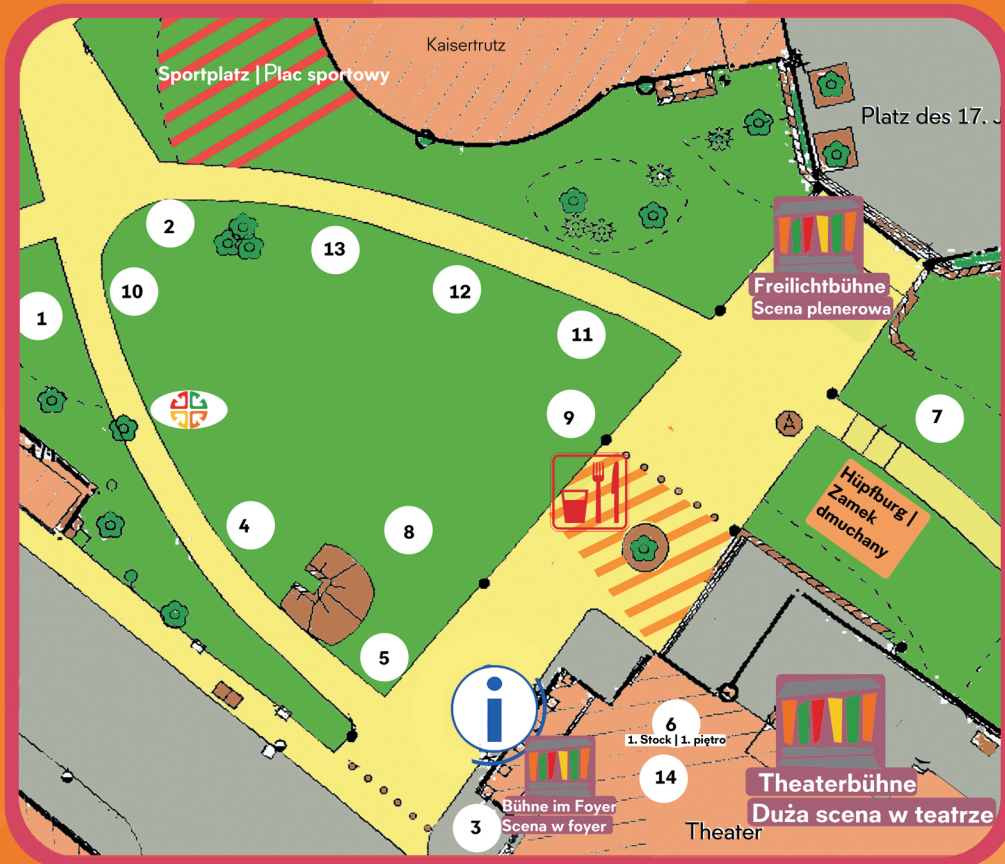 Kaisertrutz
Sportplatz | Plac sportowy
Platz des 17. J
2
13
10
12
1
11
Freilichtbühne
Scena plenerowa
9
7
Hüpfburg |
Zamek
dmuchany
4
8
5
6
1. Stock | 1. piętro
14
Bühne im Foyer
Scena w foyer
3
Theaterbühne
Duża scena w teatrze
Theater